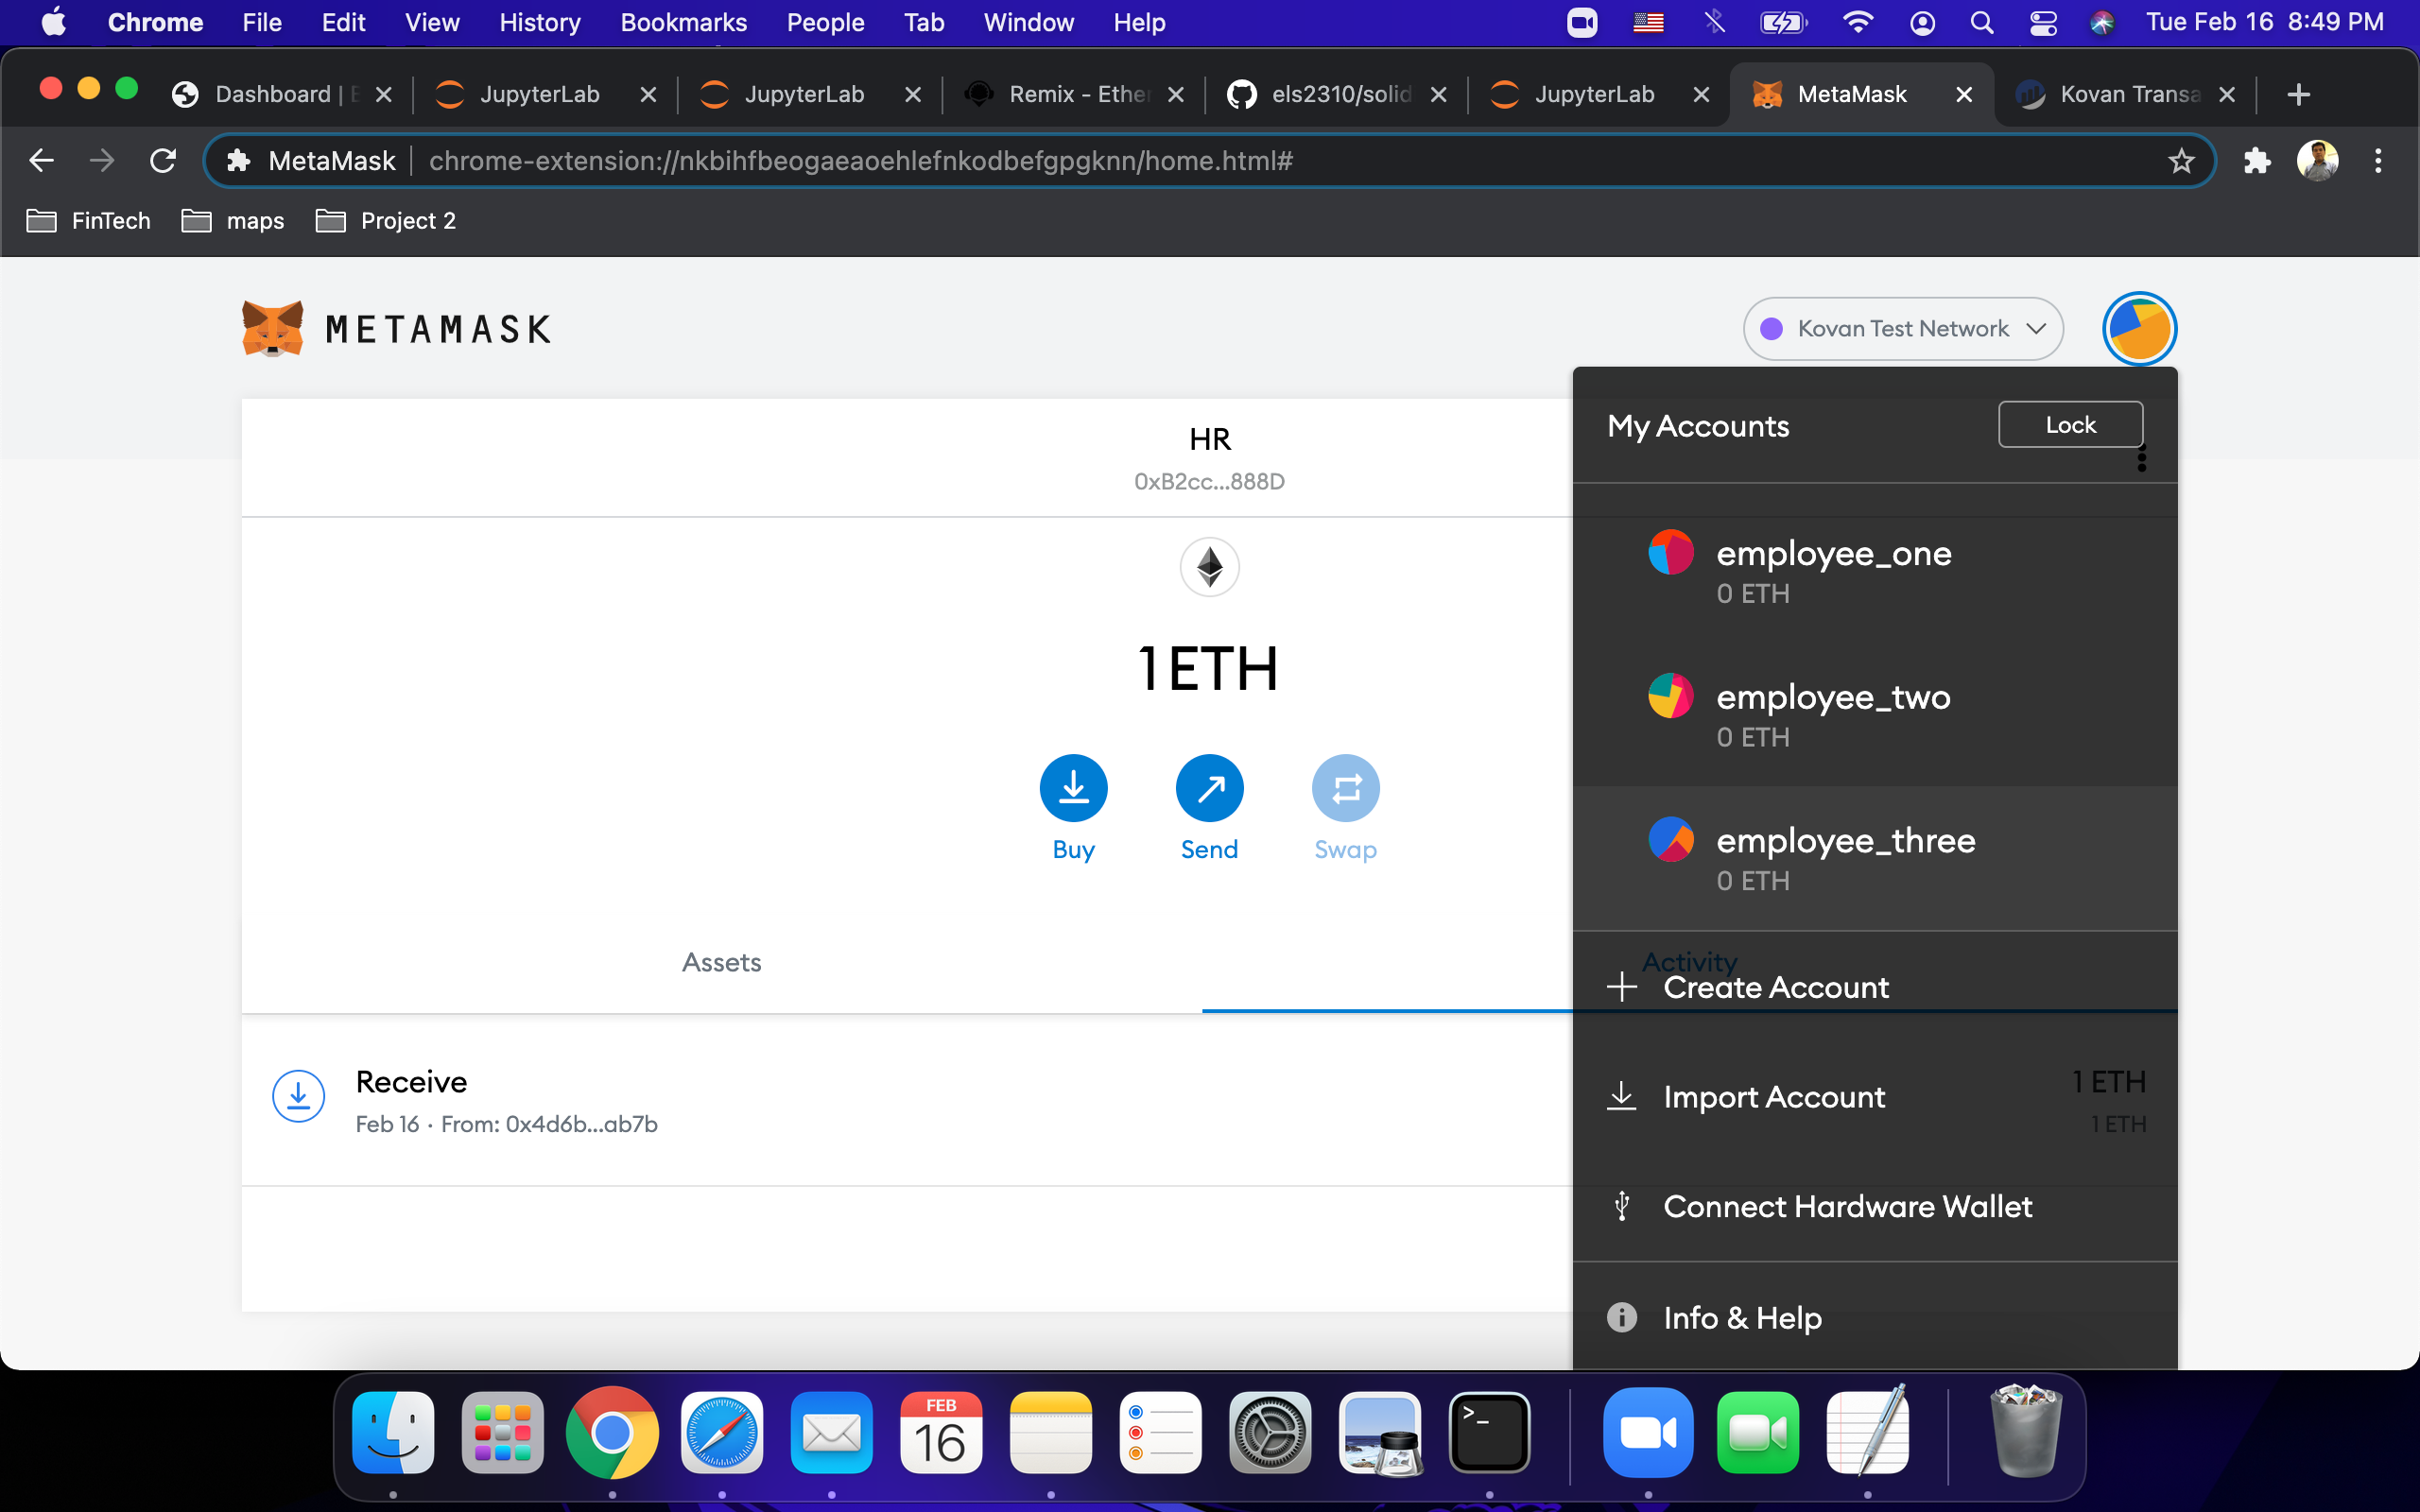 Chrome File Edit View History Bookmarks People Tab Window Help Tue Feb 16 8:49 PM
Dashboard | JupyterLab JupyterLab Remix - Ether els2310/solid JupyterLab MetaMask Kovan Transa
MetaMask chrome-extension://nkbihfbeogaeaoehlefnkodbefgpgknn/home.html#
FinTech maps Project 2
METAMASK Kovan Test Network
My Accounts Lock
HR
0xB2cc...888D
employee_one
0 ETH
1 ETH
employee_two
0 ETH
Buy Send Swap
employee_three
0 ETH
Assets Activity
Create Account
Receive 1 ETH
Import Account
Feb 16 · From: 0x4d6b...ab7b 1 ETH
Connect Hardware Wallet
Info & Help
FEB
16
>_